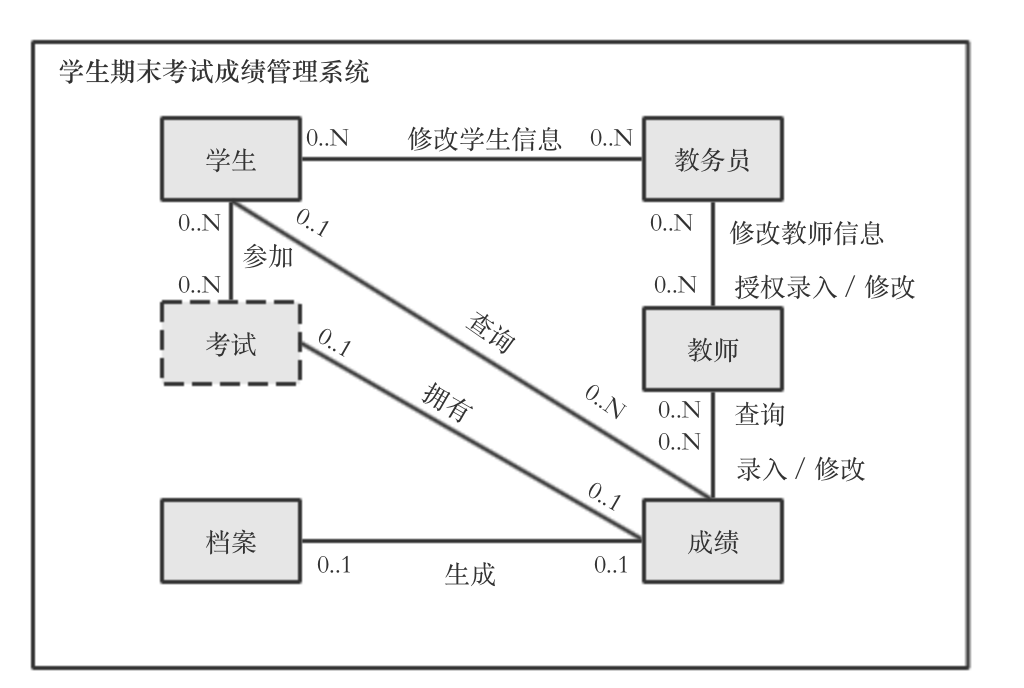 学生期末考试成绩管理系统
学生
0..N
修改学生信息
0..N
教务员
0..N
0..1
参加
0..N
0..N
修改教师信息
0..N
授权录入 / 修改
考试
0..1
查询
教师
拥有
0..N
0..N
查询
0..N
录入 / 修改
0..1
档案
0..1
生成
0..1
成绩